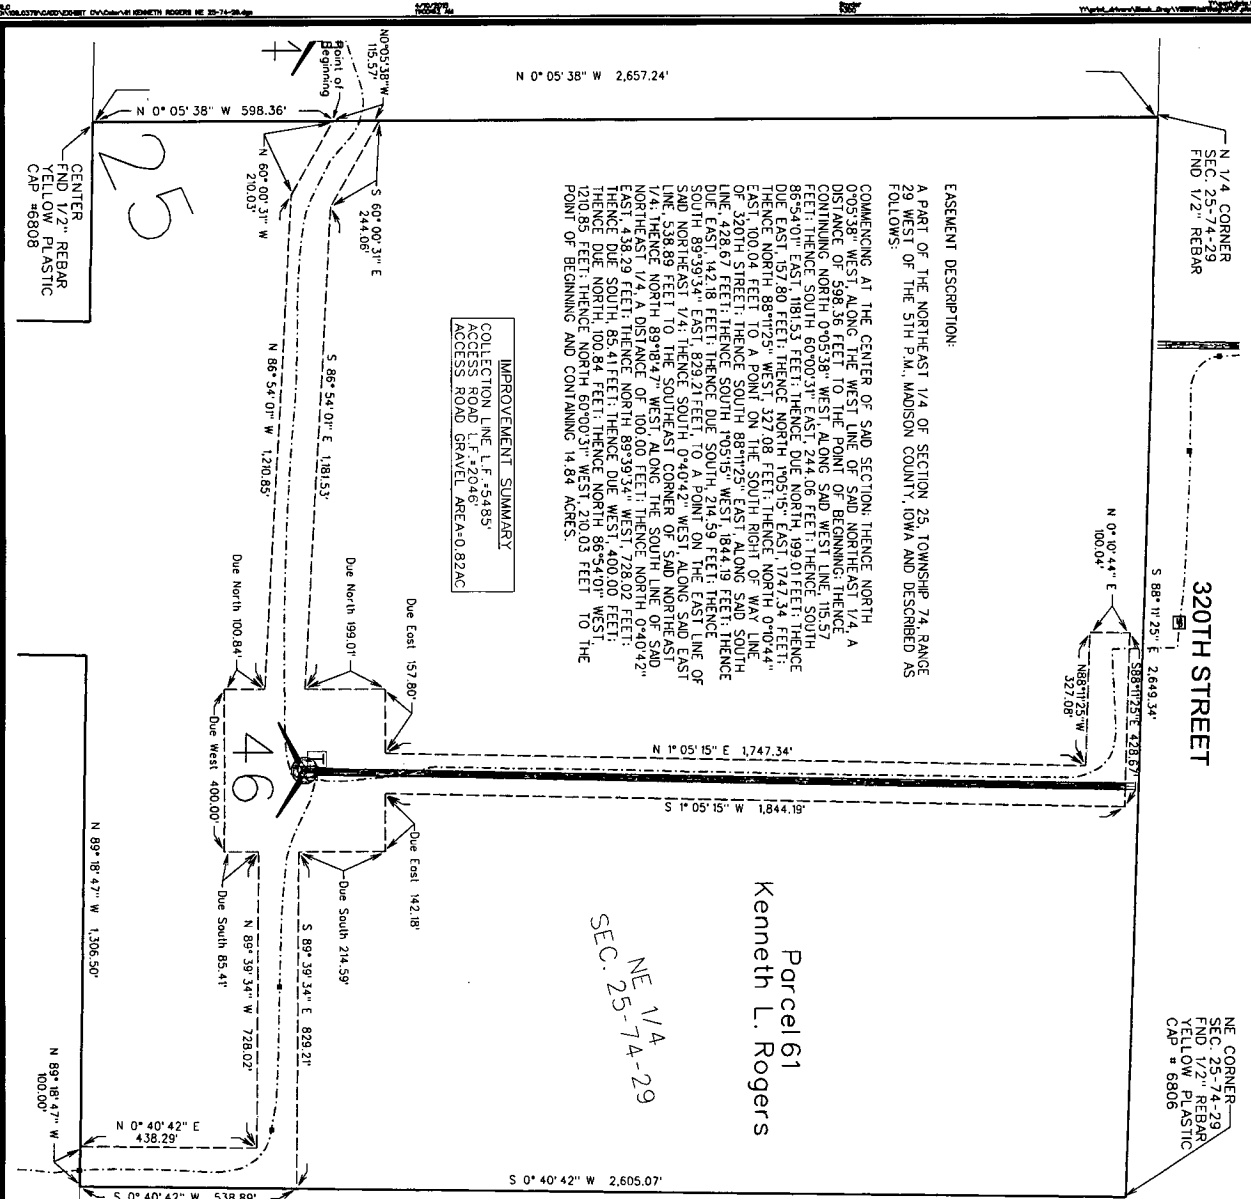 N 1/4 CORNER
SEC. 25-74-29
FND 1/2" REBAR
320TH STREET
NE CORNER
SEC. 25-74-29
FND 1/2" REBAR
YELLOW PLASTIC
CAP # 6806
S 88° 11' 25" E 2,649.34'
N 0° 10' 44" E
100.04'
S88°11'25"E 428.67'
N88°11'25"W
327.08'
N 0° 05' 38" W 2,657.24'
EASEMENT DESCRIPTION:
A PART OF THE NORTHEAST 1/4 OF SECTION 25, TOWNSHIP 74, RANGE
29 WEST OF THE 5TH P.M., MADISON COUNTY, IOWA AND DESCRIBED AS
FOLLOWS:
COMMENCING AT THE CENTER OF SAID SECTION; THENCE NORTH
0°05'38" WEST, ALONG THE WEST LINE OF SAID NORTHEAST 1/4, A
DISTANCE OF 598.36 FEET TO THE POINT OF BEGINNING; THENCE
CONTINUING NORTH 0°05'38" WEST, ALONG SAID WEST LINE, 115.57
FEET; THENCE SOUTH 60°00'31" EAST, 244.06 FEET; THENCE SOUTH
86°54'01" EAST, 1181.53 FEET; THENCE DUE NORTH, 199.01 FEET; THENCE
DUE EAST, 157.80 FEET; THENCE NORTH 1°05'15" EAST, 1747.34 FEET;
THENCE NORTH 88°11'25" WEST, 327.08 FEET; THENCE NORTH 0°10'44"
EAST, 100.04 FEET TO A POINT ON THE SOUTH RIGHT OF WAY LINE
OF 320TH STREET; THENCE SOUTH 88°11'25" EAST, ALONG SAID SOUTH
LINE, 428.67 FEET; THENCE SOUTH 1°05'15" WEST, 1844.19 FEET; THENCE
DUE EAST, 142.18 FEET; THENCE DUE SOUTH, 214.59 FEET; THENCE
SOUTH 89°39'34" EAST, 829.21 FEET, TO A POINT ON THE EAST LINE OF
SAID NORTHEAST 1/4; THENCE SOUTH 0°40'42" WEST, ALONG SAID EAST
LINE, 538.89 FEET TO THE SOUTHEAST CORNER OF SAID NORTHEAST
1/4; THENCE NORTH 89°18'47" WEST, ALONG THE SOUTH LINE OF SAID
NORTHEAST 1/4, A DISTANCE OF 100.00 FEET; THENCE NORTH 0°40'42"
EAST, 438.29 FEET; THENCE NORTH 89°39'34" WEST, 728.02 FEET;
THENCE DUE SOUTH, 85.41 FEET; THENCE DUE WEST, 400.00 FEET;
THENCE DUE NORTH, 100.84 FEET; THENCE NORTH 86°54'01" WEST,
1210.85 FEET; THENCE NORTH 60°00'31" WEST, 210.03 FEET TO THE
POINT OF BEGINNING AND CONTAINING 14.84 ACRES.
IMPROVEMENT SUMMARY
COLLECTION LINE L.F.=5485'
ACCESS ROAD L.F.=2046'
ACCESS ROAD GRAVEL AREA=0.82AC
N 1° 05' 15" E 1,747.34'
S 1° 05' 15" W 1,844.19'
Parcel 61
Kenneth L. Rogers
NE 1/4
SEC. 25-74-29
N0°05'38"W
115.57'
Point of
Beginning
N 0° 05' 38" W 598.36'
S 60° 00' 31" E
244.06'
N 60° 00' 31" W
210.03'
S 86° 54' 01" E 1,181.53'
N 86° 54' 01" W 1,210.85'
Due East 157.80'
Due North 199.01'
Due North 100.84'
Due West 400.00'
46
Due East 142.18'
Due South 214.59'
Due South 85.41'
S 89° 39' 34" E 829.21'
N 89° 39' 34" W 728.02'
25
CENTER
FND 1/2" REBAR
YELLOW PLASTIC
CAP #6808
N 89° 18' 47" W 1,306.50'
N 89° 18' 47" W
100.00'
N 0° 40' 42" E
438.29'
S 0° 40' 42" W 538.89'
S 0° 40' 42" W 2,605.07'